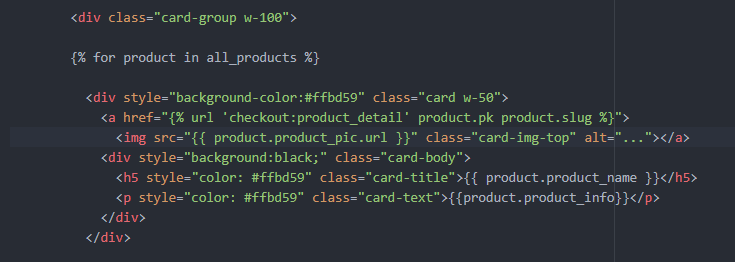 <div class="card-group w-100">
{% for product in all_products %}
<div style="background-color:#ffbd59" class="card w-50">
<a href="{% url 'checkout:product_detail' product.pk product.slug %}">
<img src="{{ product.product_pic.url }}" class="card-img-top" alt="..."></a>
<div style="background:black;" class="card-body">
<h5 style="color: #ffbd59" class="card-title">{{ product.product_name }}</h5>
<p style="color: #ffbd59" class="card-text">{{product.product_info}}</p>
</div>
</div>